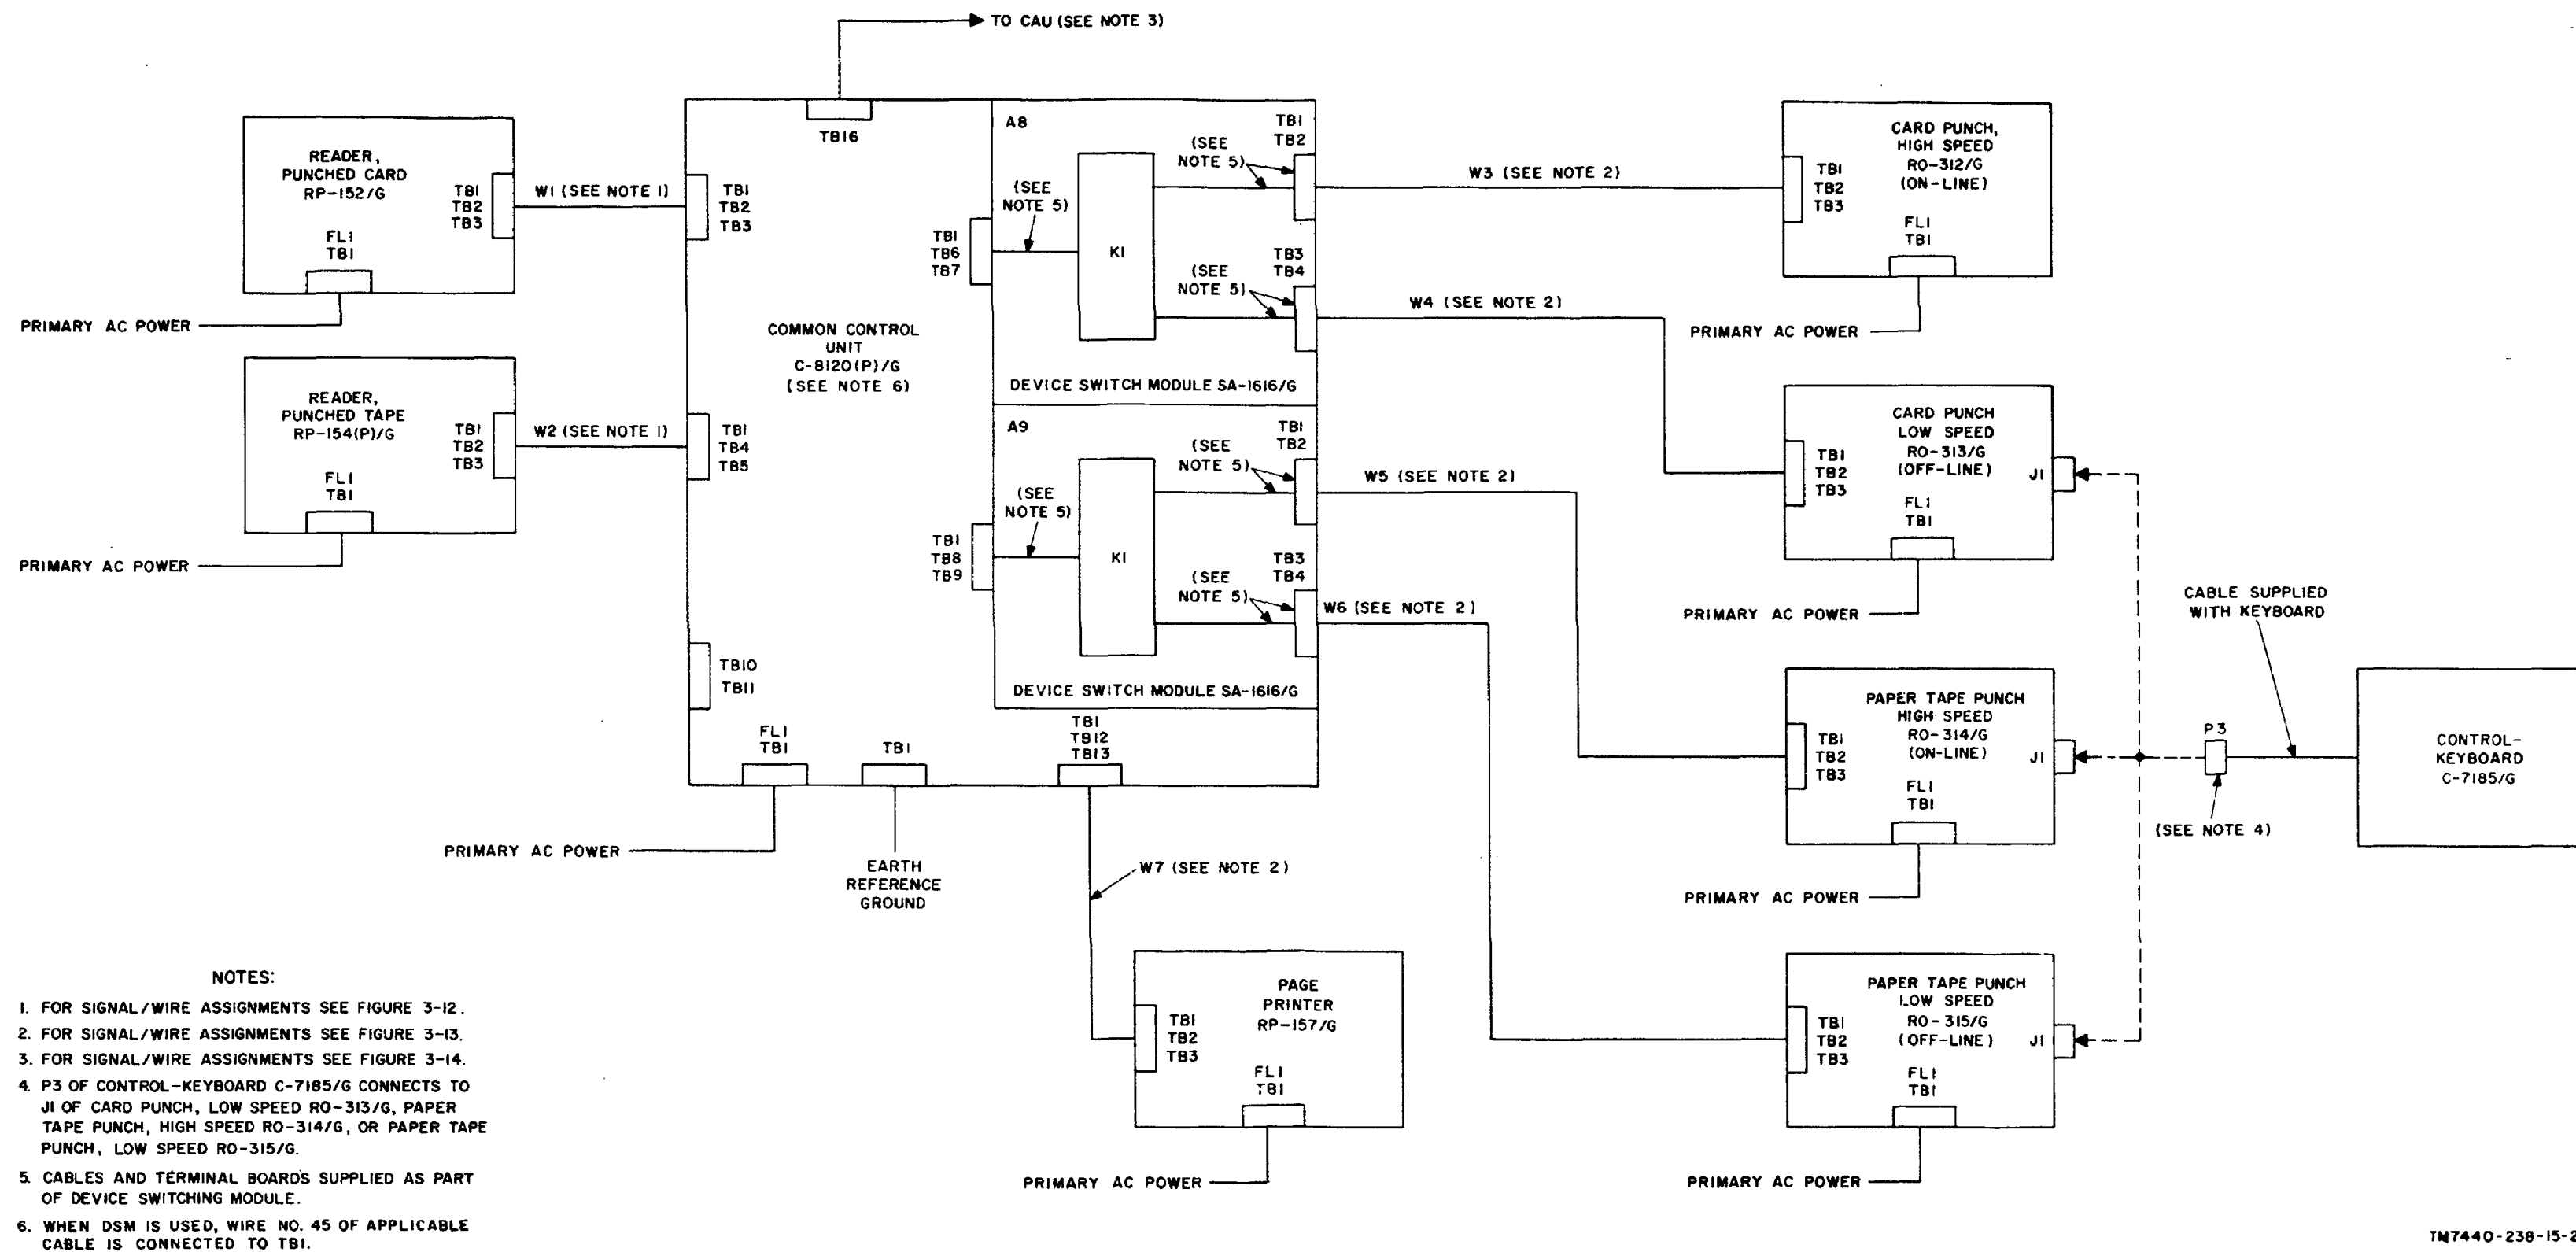 TO CAU (SEE NOTE 3)
TB16
READER,
PUNCHED CARD
RP-152/G
TB1
TB2
TB3
FL1
TB1
PRIMARY AC POWER
W1 (SEE NOTE 1)
TB1
TB2
TB3
READER,
PUNCHED TAPE
RP-154(P)/G
TB1
TB2
TB3
FL1
TB1
PRIMARY AC POWER
W2 (SEE NOTE 1)
TB1
TB4
TB5
COMMON CONTROL
UNIT
C-8120(P)/G
(SEE NOTE 6)
TB10
TB11
FL1
TB1
PRIMARY AC POWER
TB1
EARTH
REFERENCE
GROUND
TB1
TB12
TB13
W7 (SEE NOTE 2)
A8
TB1
TB6
TB7
(SEE
NOTE 5)
K1
(SEE
NOTE 5)
TB1
TB2
(SEE
NOTE 5)
TB3
TB4
DEVICE SWITCH MODULE SA-1616/G
A9
TB1
TB8
TB9
(SEE
NOTE 5)
K1
(SEE
NOTE 5)
TB1
TB2
(SEE
NOTE 5)
TB3
TB4
DEVICE SWITCH MODULE SA-1616/G
W3 (SEE NOTE 2)
W4 (SEE NOTE 2)
W5 (SEE NOTE 2)
W6 (SEE NOTE 2)
CARD PUNCH,
HIGH SPEED
RO-312/G
(ON-LINE)
TB1
TB2
TB3
FL1
TB1
PRIMARY AC POWER
CARD PUNCH
LOW SPEED
RO-313/G
(OFF-LINE)
TB1
TB2
TB3
J1
FL1
TB1
PRIMARY AC POWER
PAPER TAPE PUNCH
HIGH SPEED
RO-314/G
(ON-LINE)
TB1
TB2
TB3
J1
FL1
TB1
PRIMARY AC POWER
PAPER TAPE PUNCH
LOW SPEED
RO-315/G
(OFF-LINE)
TB1
TB2
TB3
J1
FL1
TB1
PRIMARY AC POWER
CABLE SUPPLIED
WITH KEYBOARD
P3
(SEE NOTE 4)
CONTROL-
KEYBOARD
C-7185/G
PAGE
PRINTER
RP-157/G
TB1
TB2
TB3
FL1
TB1
PRIMARY AC POWER
NOTES:
1. FOR SIGNAL/WIRE ASSIGNMENTS SEE FIGURE 3-12.
2. FOR SIGNAL/WIRE ASSIGNMENTS SEE FIGURE 3-13.
3. FOR SIGNAL/WIRE ASSIGNMENTS SEE FIGURE 3-14.
4. P3 OF CONTROL-KEYBOARD C-7185/G CONNECTS TO
J1 OF CARD PUNCH, LOW SPEED RO-313/G, PAPER
TAPE PUNCH, HIGH SPEED RO-314/G, OR PAPER TAPE
PUNCH, LOW SPEED RO-315/G.
5. CABLES AND TERMINAL BOARDS SUPPLIED AS PART
OF DEVICE SWITCHING MODULE.
6. WHEN DSM IS USED, WIRE NO. 45 OF APPLICABLE
CABLE IS CONNECTED TO TB1.
TM7440-238-15-2